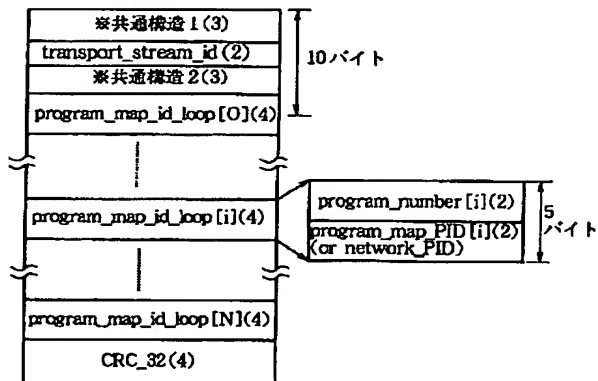 ※共通構造1(3)
transport_stream_id(2)
※共通構造2(3)
program_map_id_loop[0](4)
10バイト
program_map_id_loop[i](4)
program_number[i](2)
program_map_PID[i](2)
(or network_PID)
5
バイト
program_map_id_loop[N](4)
CRC_32(4)